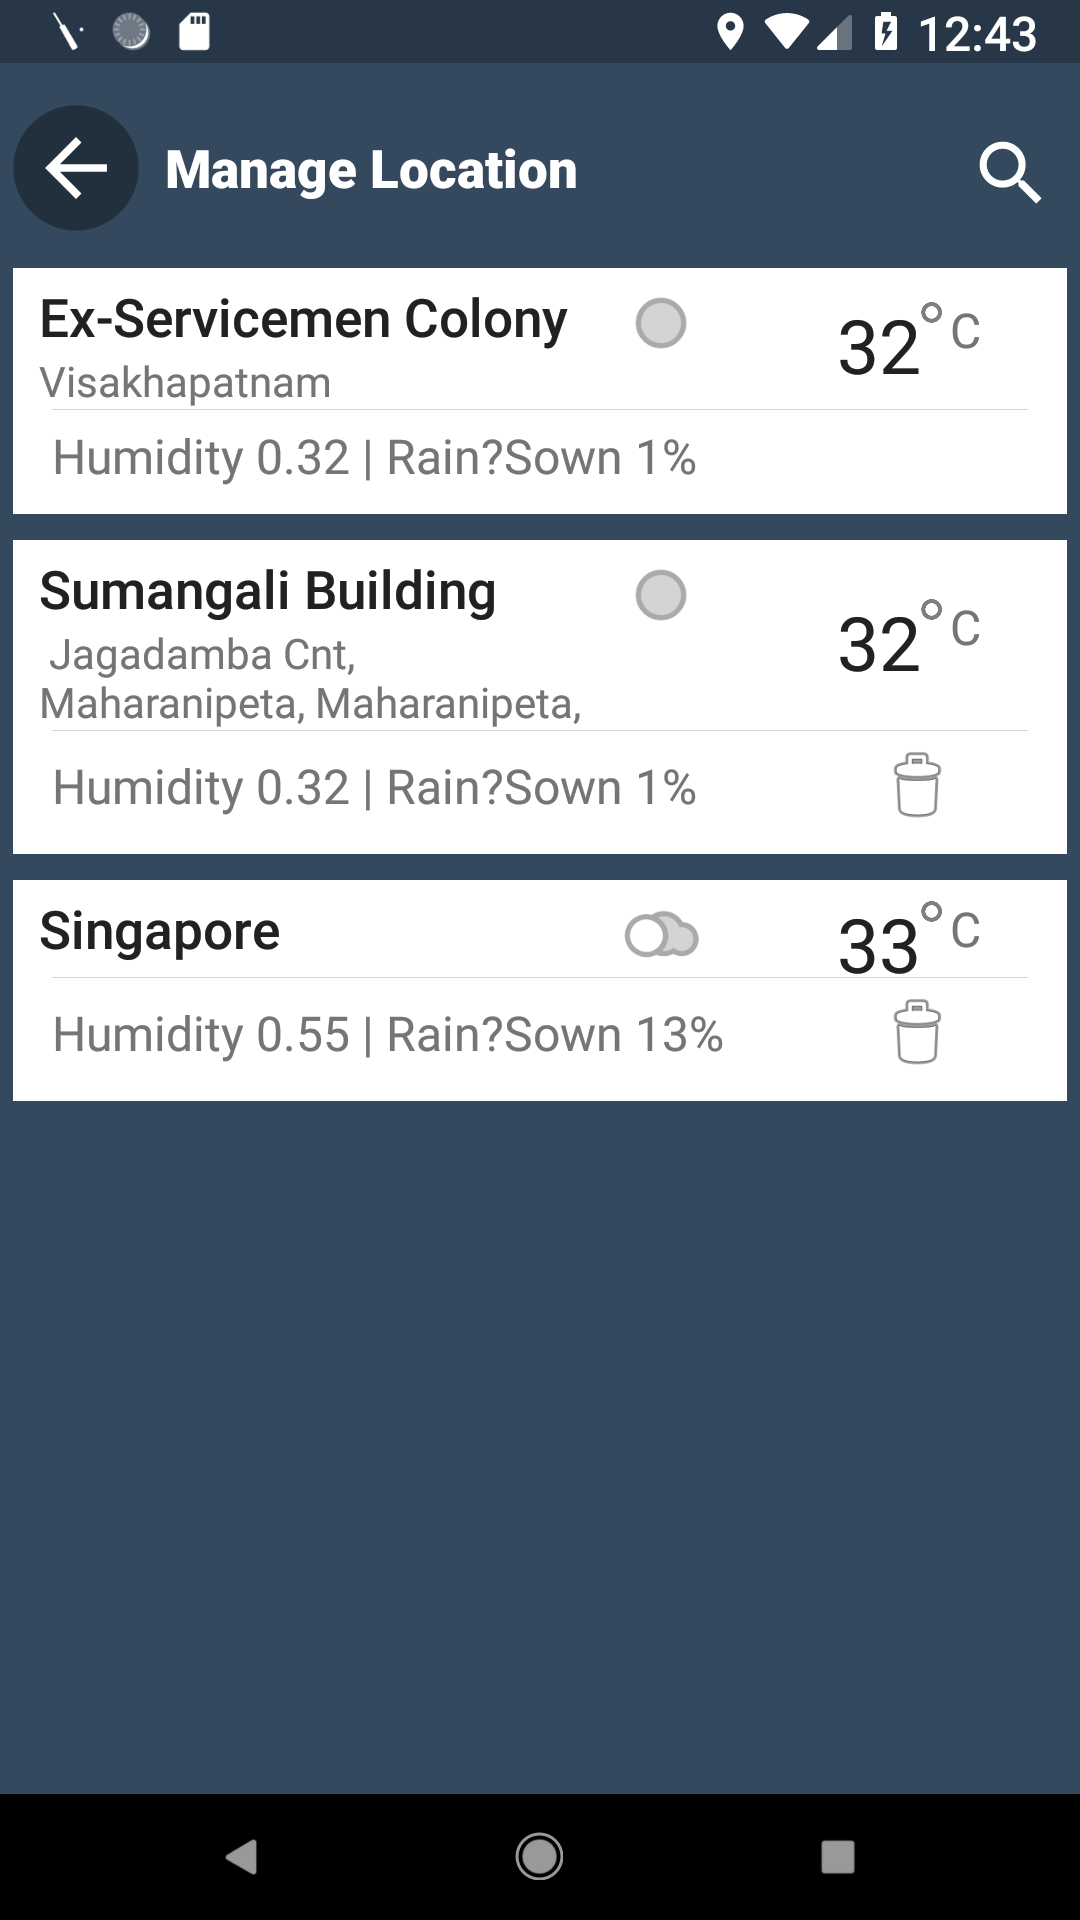 12:43
Manage Location
Ex-Servicemen Colony
32° C
Visakhapatnam
Humidity 0.32 | Rain?Sown 1%
Sumangali Building
32° C
Jagadamba Cnt,
Maharanipeta, Maharanipeta,
Humidity 0.32 | Rain?Sown 1%
Singapore
33° C
Humidity 0.55 | Rain?Sown 13%